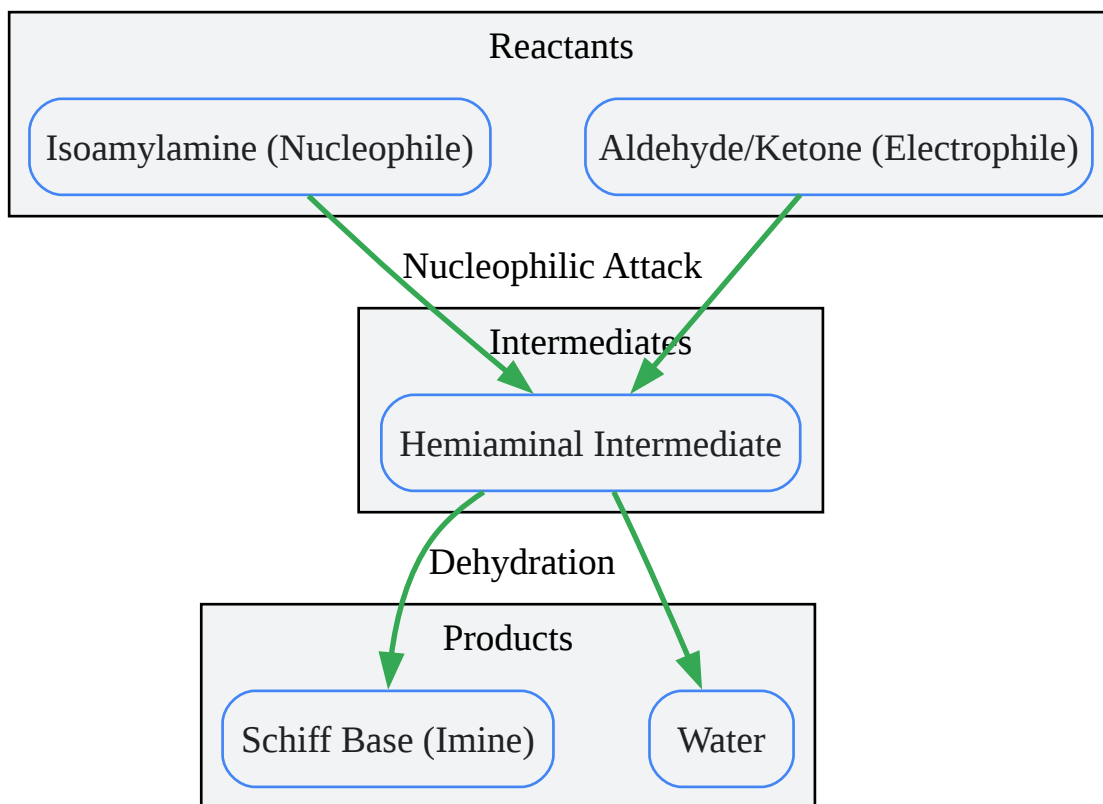 Reactants
Isoamylamine (Nucleophile)
Aldehyde/Ketone (Electrophile)
Nucleophilic Attack
Intermediates
Hemiaminal Intermediate
Dehydration
Products
Schiff Base (Imine)
Water